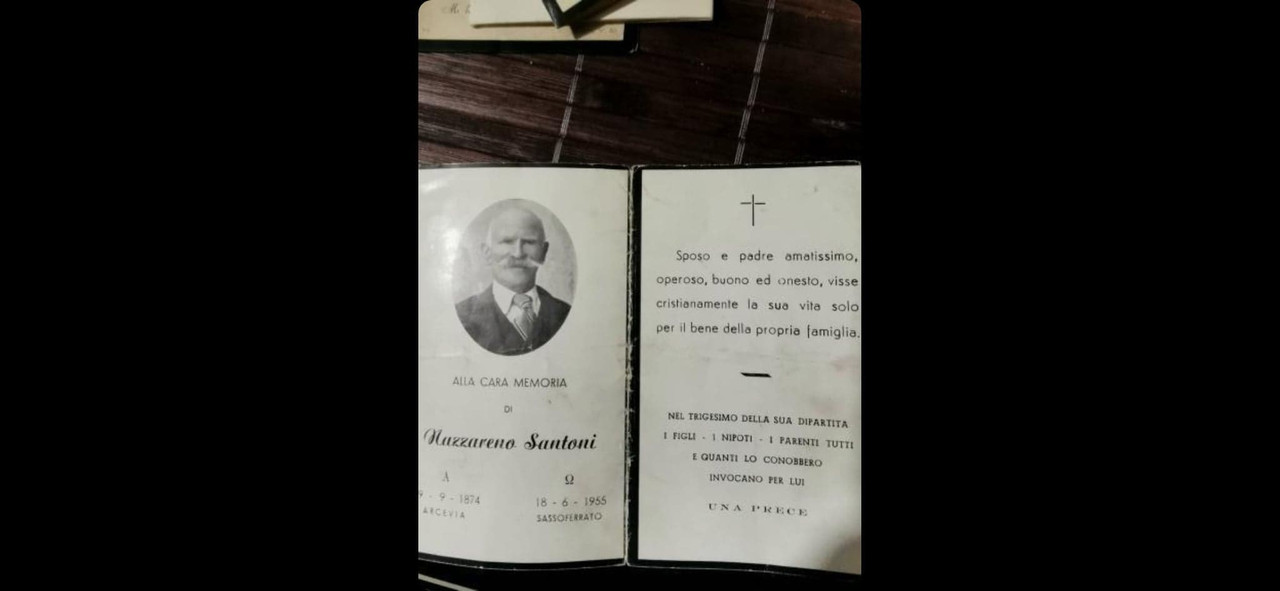 ALLA CARA MEMORIA
DI
Nazzareno Santoni
A Ω
9 - 9 - 1874 18 - 6 - 1955
ARCEVIA SASSOFERRATO
Sposo e padre amatissimo,
operoso, buono ed onesto, visse
cristianamente la sua vita solo
per il bene della propria famiglia.
NEL TRIGESIMO DELLA SUA DIPARTITA
I FIGLI - I NIPOTI - I PARENTI TUTTI
E QUANTI LO CONOBBERO
INVOCANO PER LUI
UNA PRECE